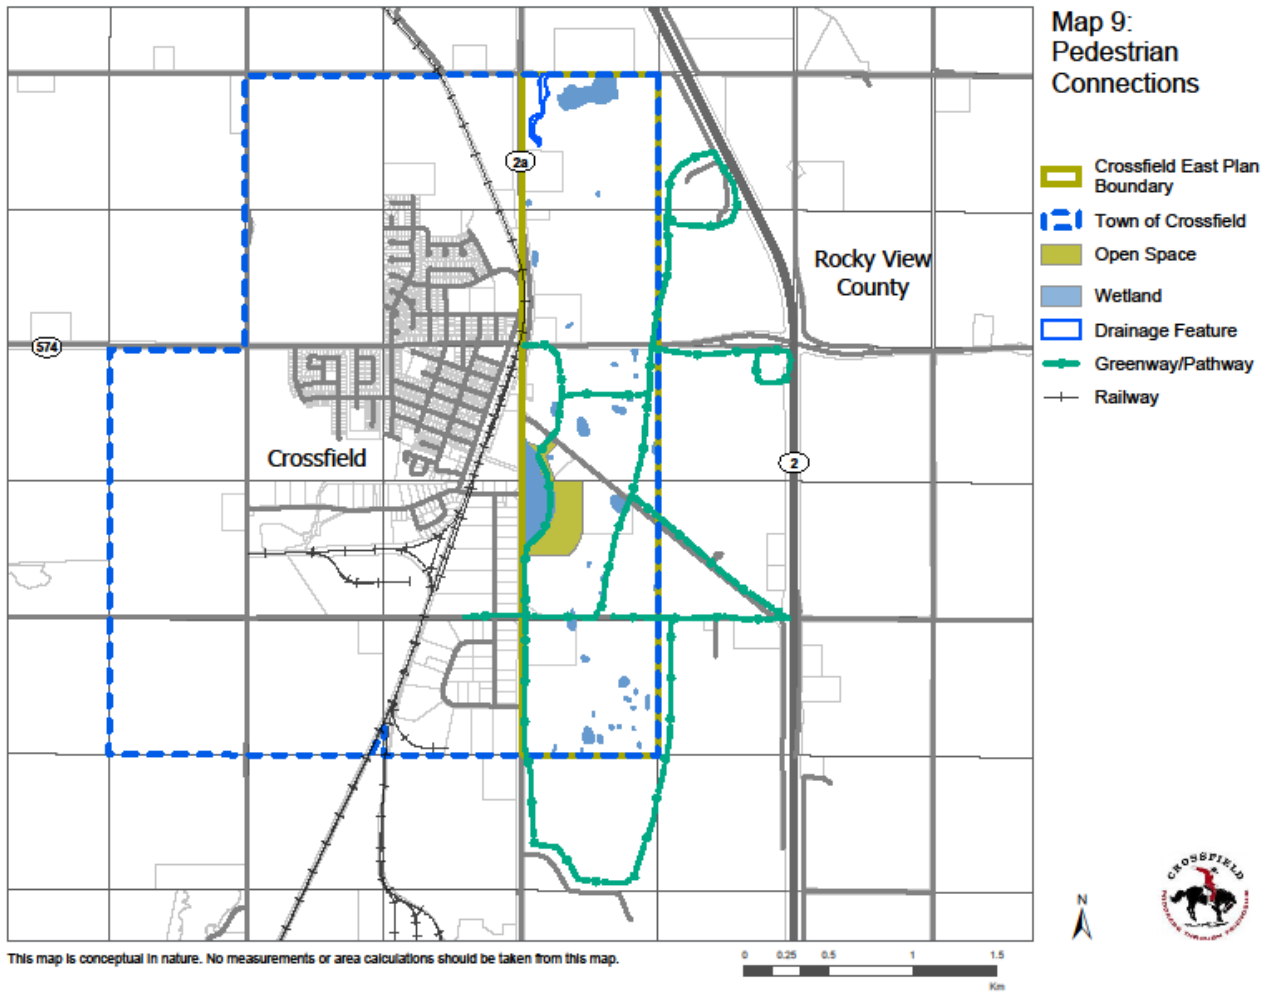 Map 9:
Pedestrian
Connections
Crossfield East Plan
Boundary
Town of Crossfield
Open Space
Wetland
Drainage Feature
Greenway/Pathway
Railway
2a
Rocky View
County
574
Crossfield
2
N
CROSSFIELD
This map is conceptual in nature. No measurements or area calculations should be taken from this map.
0 0.25 0.5 1 1.5
Km